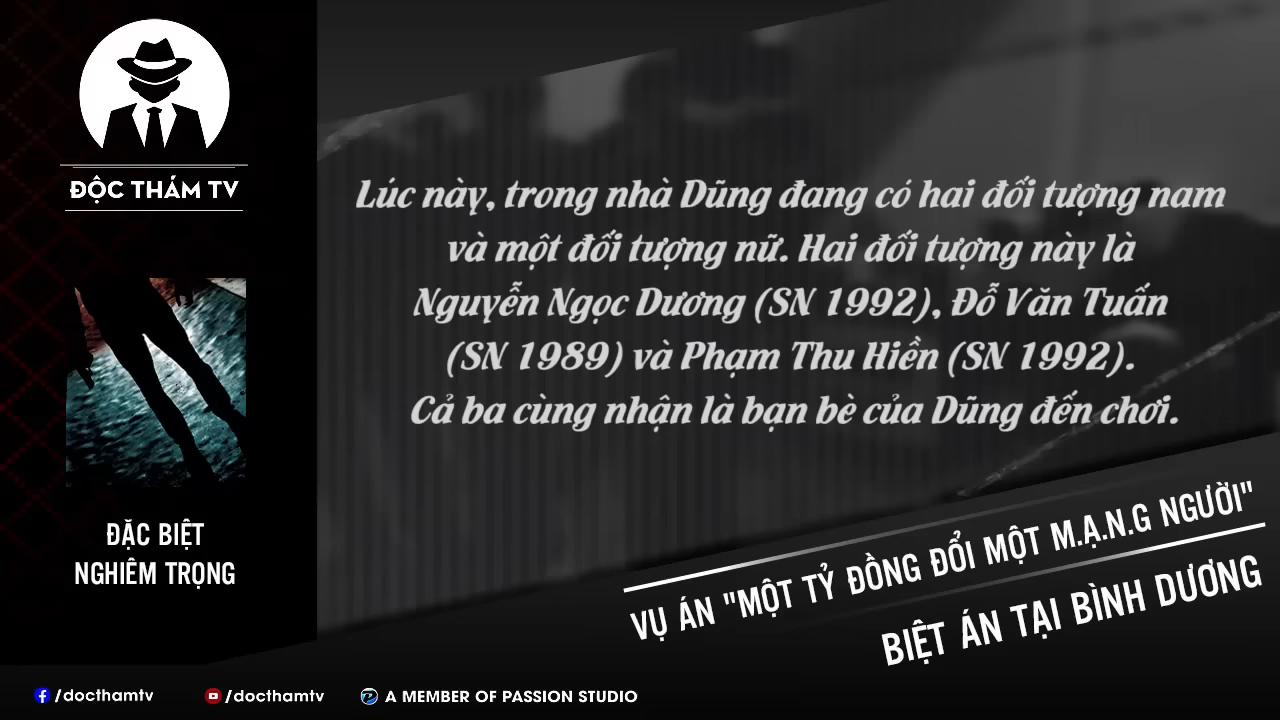 ĐỘC THÁM TV
ĐẶC BIỆT
NGHIÊM TRỌNG
Lúc này, trong nhà Dũng đang có hai đối tượng nam
và một đối tượng nữ. Hai đối tượng này là
Nguyễn Ngọc Dương (SN 1992), Đỗ Văn Tuấn
(SN 1989) và Phạm Thu Hiền (SN 1992).
Cả ba cùng nhận là bạn bè của Dũng đến chơi.
VỤ ÁN "MỘT TỶ ĐỒNG ĐỔI MỘT M.Ạ.N.G NGƯỜI"
BIỆT ÁN TẠI BÌNH DƯƠNG
/docthamtv
/docthamtv
A MEMBER OF PASSION STUDIO